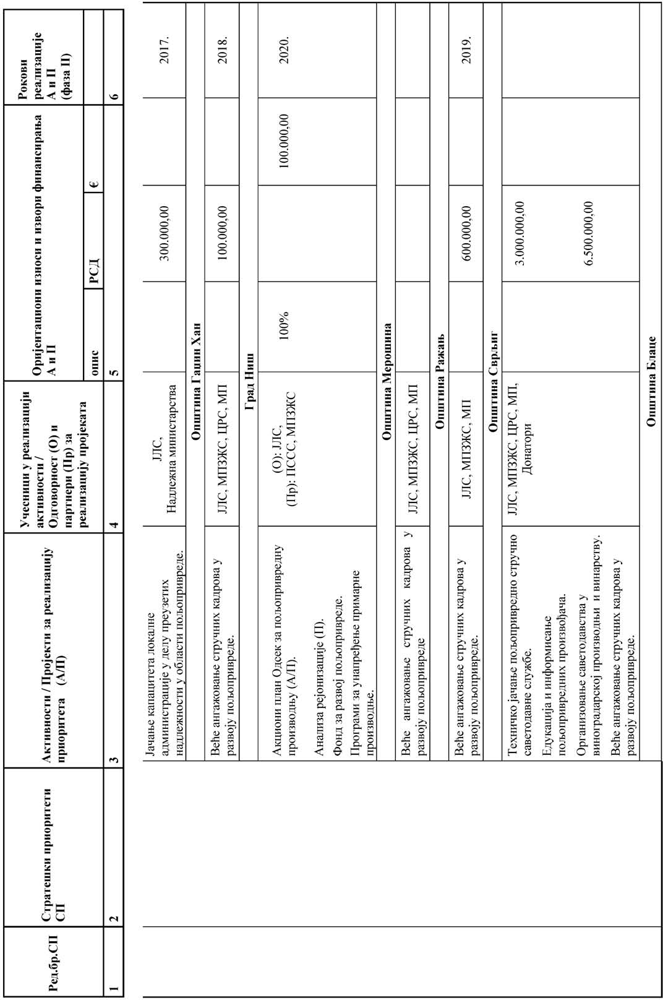 Ред.бр.СП
Стратешки приоритети
СП
Активности / Пројекти за реализацију
приоритета (А/П)
Учесници у реализацији
активности /
Одговорност (О) и
партнери (Пр) за
реализацију пројеката
Оријентациони износи и извори финансирања
А и П
опис
РСД
€
Рокови
реализације
А и П
(фаза II)
1
2
3
4
5
6
Јачање капацитета локалне
администрације у делу преузетих
надлежности у области пољопривреде.
ЈЛС,
Надлежна министарства
300.000,00
2017.
Општина Гаџин Хан
Веће ангажовање стручних кадрова у
развоју пољопривреде.
ЈЛС, МПЗЖС, ЦРС, МП
100.000,00
2018.
Град Ниш
Акциони план Одсек за пољопривредну
производњу (А/П).
Анализа рејонизације (П).
Фонд за развој пољопривреде.
Програми за унапређење примарне
производње.
(О): ЈЛС,
(Пр): ПССС, МПЗЖС
100%
100.000,00
2020.
Општина Мерошина
Веће ангажовање стручних кадрова у
развоју пољопривреде
ЈЛС, МПЗЖС, ЦРС, МП
Општина Ражањ
Веће ангажовање стручних кадрова у
развоју пољопривреде.
ЈЛС, МПЗЖС, МП
600.000,00
2019.
Општина Сврљиг
Техничко јачање пољопривредно стручно
саветодавне службе.
Едукација и информисање
пољопривредних произвођача.
Организовање саветодавства у
виноградарској производњи и винарству.
Веће ангажовање стручних кадрова у
развоју пољопривреде.
ЈЛС, МПЗЖС, ЦРС, МП,
Донатори
3.000.000,00
6.500.000,00
Општина Блаце